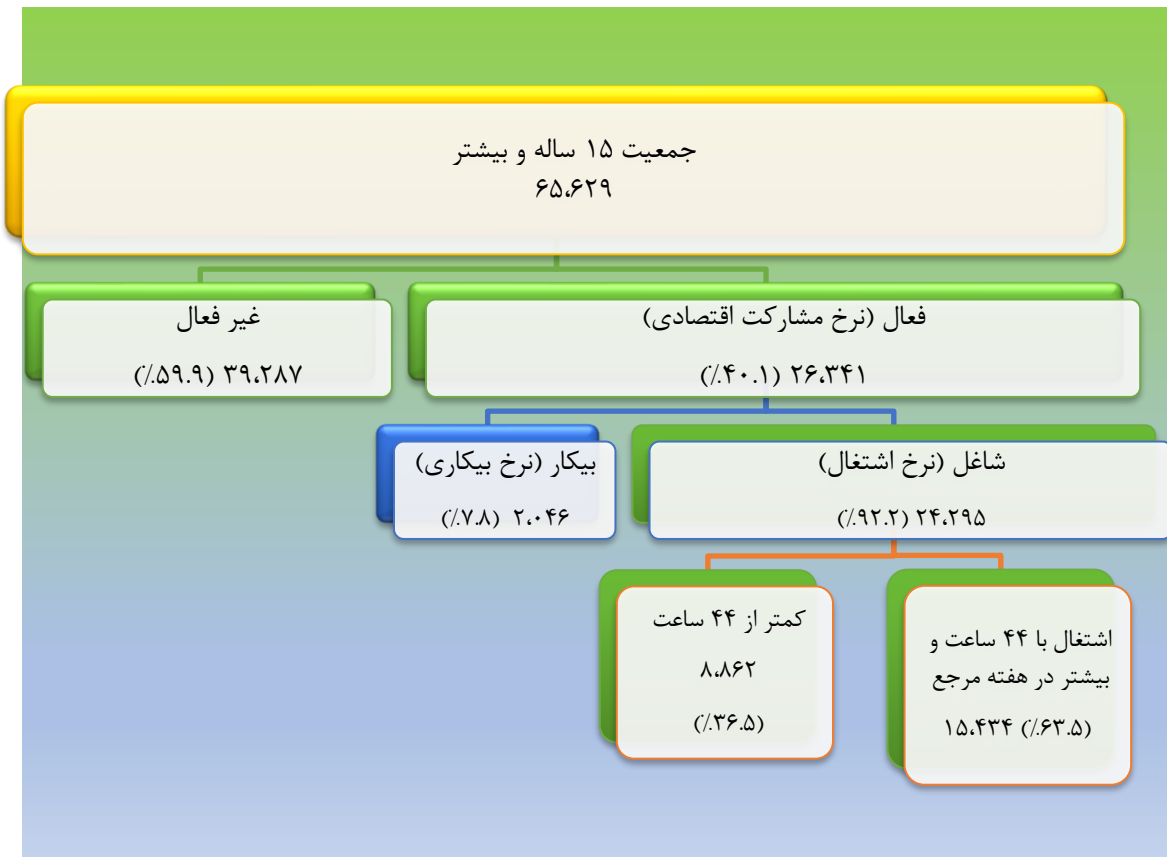 جمعیت ۱۵ ساله و بیشتر
۶۵،۶۲۹
فعال (نرخ مشارکت اقتصادی)
۲۶،۳۴۱ (٪۴۰.۱)
غیر فعال
۳۹،۲۸۷ (٪۵۹.۹)
شاغل (نرخ اشتغال)
۲۴،۲۹۵ (٪۹۲.۲)
بیکار (نرخ بیکاری)
۲،۰۴۶ (٪۷.۸)
اشتغال با ۴۴ ساعت و
بیشتر در هفته مرجع
۱۵،۴۳۴ (٪۶۳.۵)
کمتر از ۴۴ ساعت
۸،۸۶۲
(٪۳۶.۵)